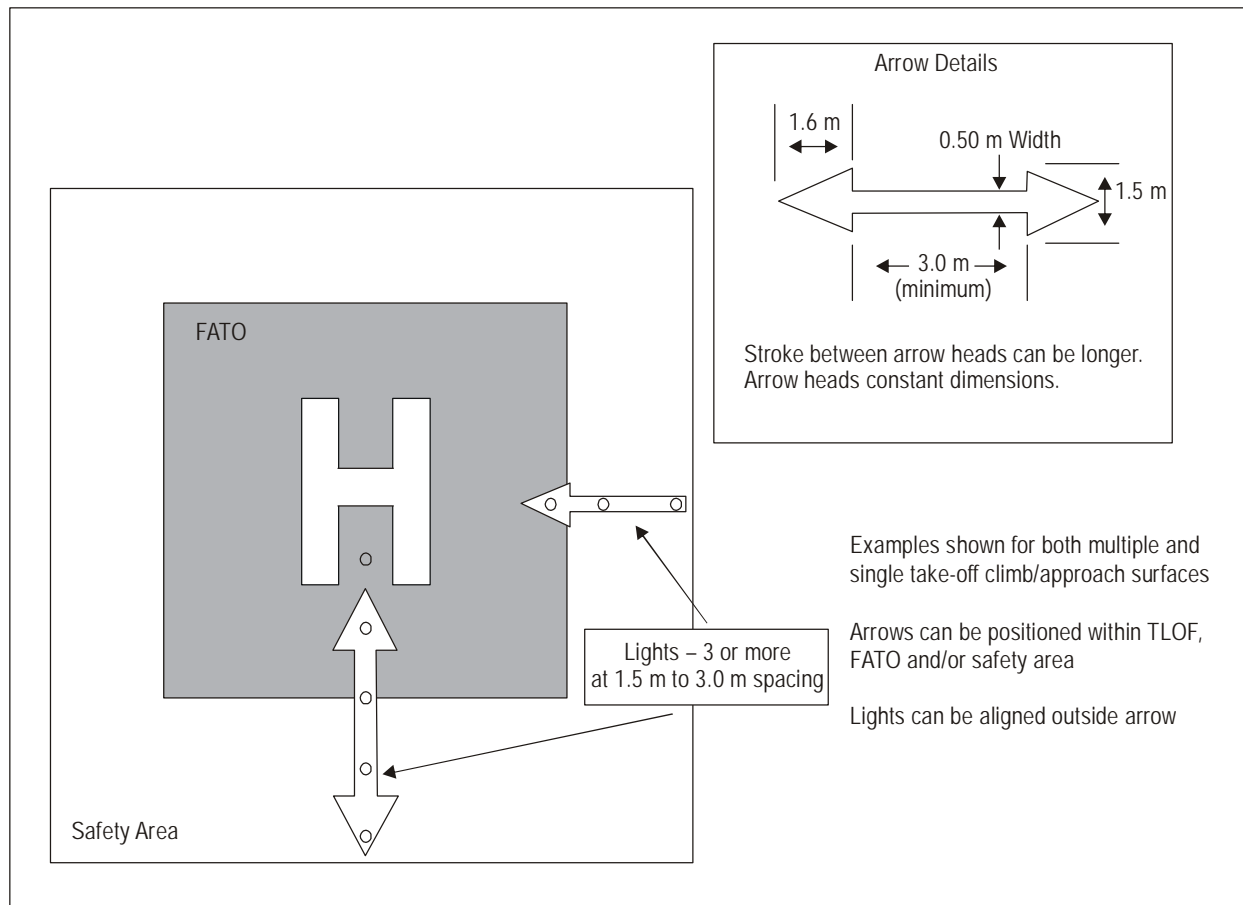 Arrow Details
1.6 m
0.50 m Width
1.5 m
3.0 m
(minimum)
Stroke between arrow heads can be longer.
Arrow heads constant dimensions.
FATO
H
Examples shown for both multiple and
single take-off climb/approach surfaces
Arrows can be positioned within TLOF,
FATO and/or safety area
Lights can be aligned outside arrow
Lights – 3 or more
at 1.5 m to 3.0 m spacing
Safety Area